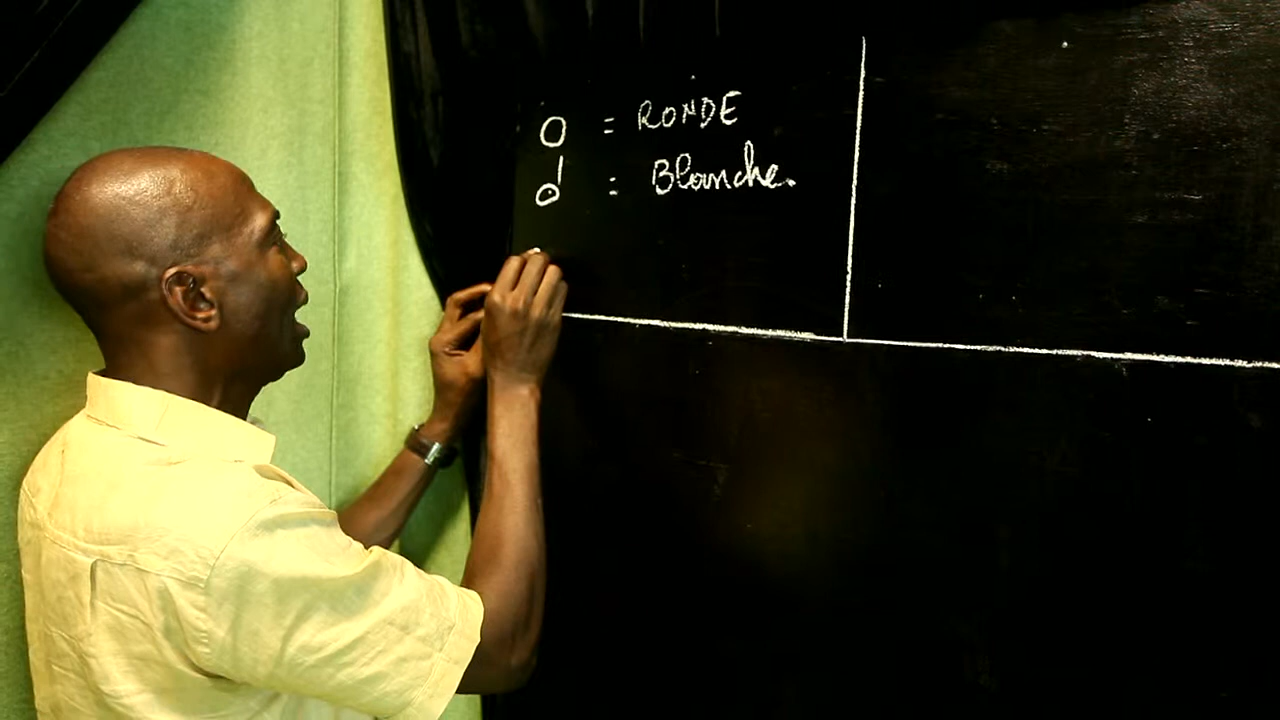 O = RONDE
d = Blanche.